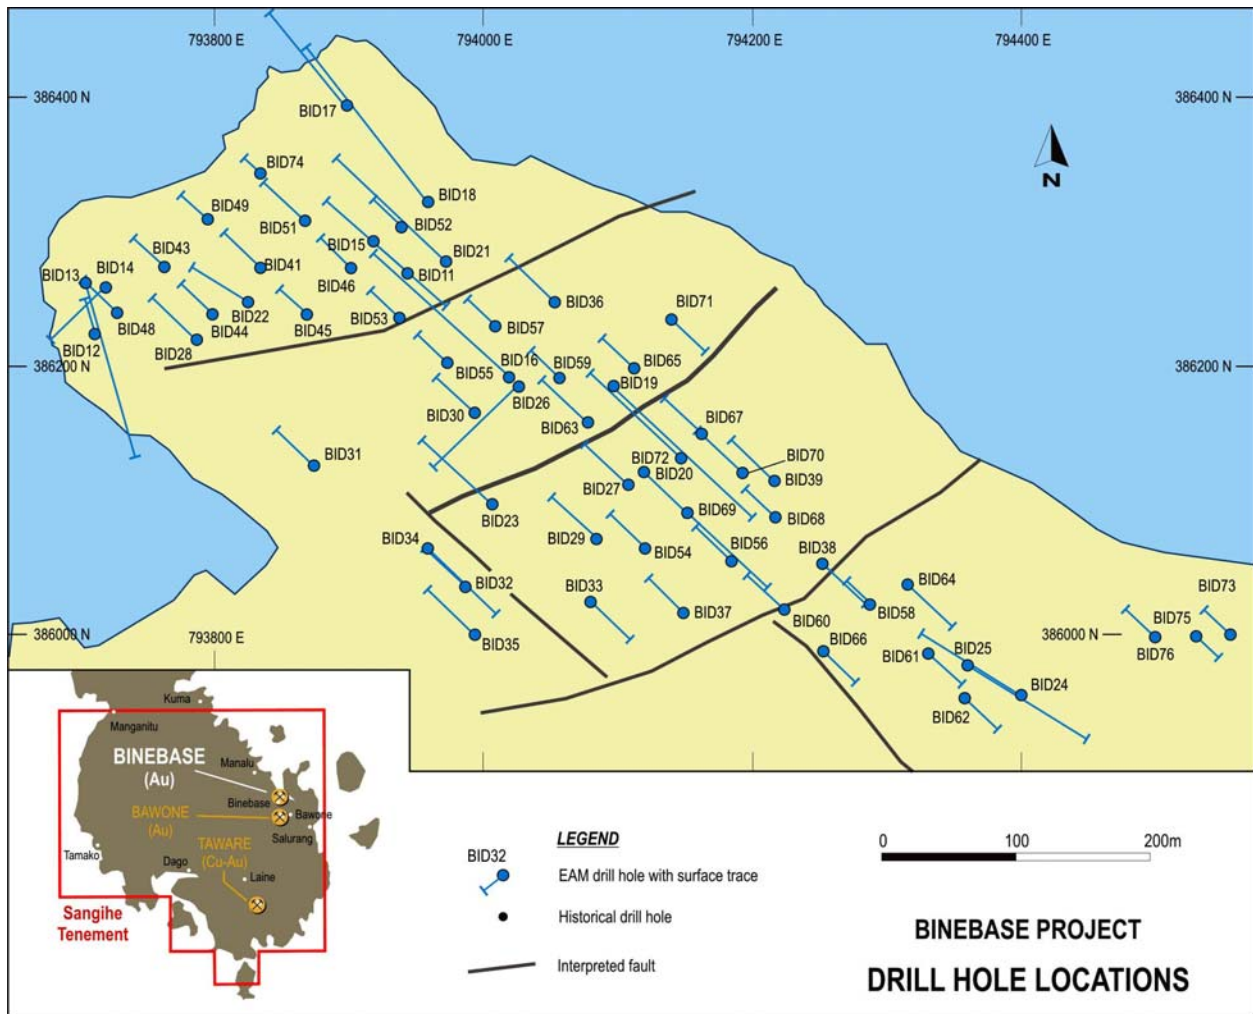 793800 E
794000 E
794200 E
794400 E
386400 N
386400 N
BID17
BID74
BID18
BID49
BID51
BID52
BID43
BID15
BID21
BID13
BID14
BID41
BID46
BID11
BID36
BID71
BID48
BID22
BID44
BID45
BID53
BID57
BID12
BID28
BID16
BID59
BID65
386200 N
386200 N
BID55
BID26
BID19
BID30
BID63
BID67
BID31
BID72
BID70
BID20
BID39
BID27
BID23
BID69
BID68
BID34
BID29
BID54
BID56
BID38
BID32
BID33
BID64
BID73
BID37
BID60
BID58
BID75
386000 N
793800 E
BID35
BID66
BID25
386000 N
BID61
BID76
BID24
BID62
Kuma
Manganitu
BINEBASE
(Au)
Manalu
Binebase
BAWONE
(Au)
Bawone
Salurang
TAWARE
(Cu-Au)
Tamako
Dago
Laine
Sangihe
Tenement
LEGEND
BID32
EAM drill hole with surface trace
Historical drill hole
Interpreted fault
N
0
100
200m
BINEBASE PROJECT
DRILL HOLE LOCATIONS